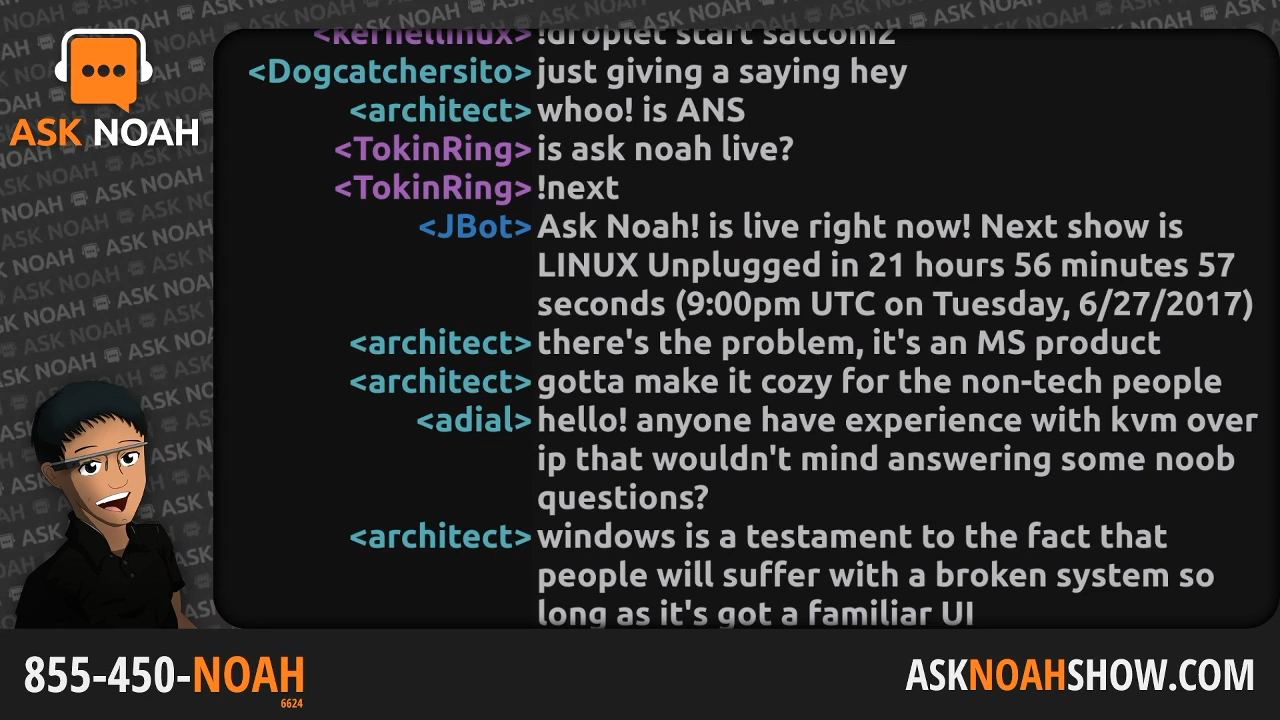 ASK NOAH
<kernellinux> !droplet start satcom2
<Dogcatchersito> just giving a saying hey
<architect> whoo! is ANS
<TokinRing> is ask noah live?
<TokinRing> !next
<JBot> Ask Noah! is live right now! Next show is
LINUX Unplugged in 21 hours 56 minutes 57
seconds (9:00pm UTC on Tuesday, 6/27/2017)
<architect> there's the problem, it's an MS product
<architect> gotta make it cozy for the non-tech people
<adial> hello! anyone have experience with kvm over
ip that wouldn't mind answering some noob
questions?
<architect> windows is a testament to the fact that
people will suffer with a broken system so
long as it's got a familiar UI
855-450-NOAH
6624
ASKNOAHSHOW.COM